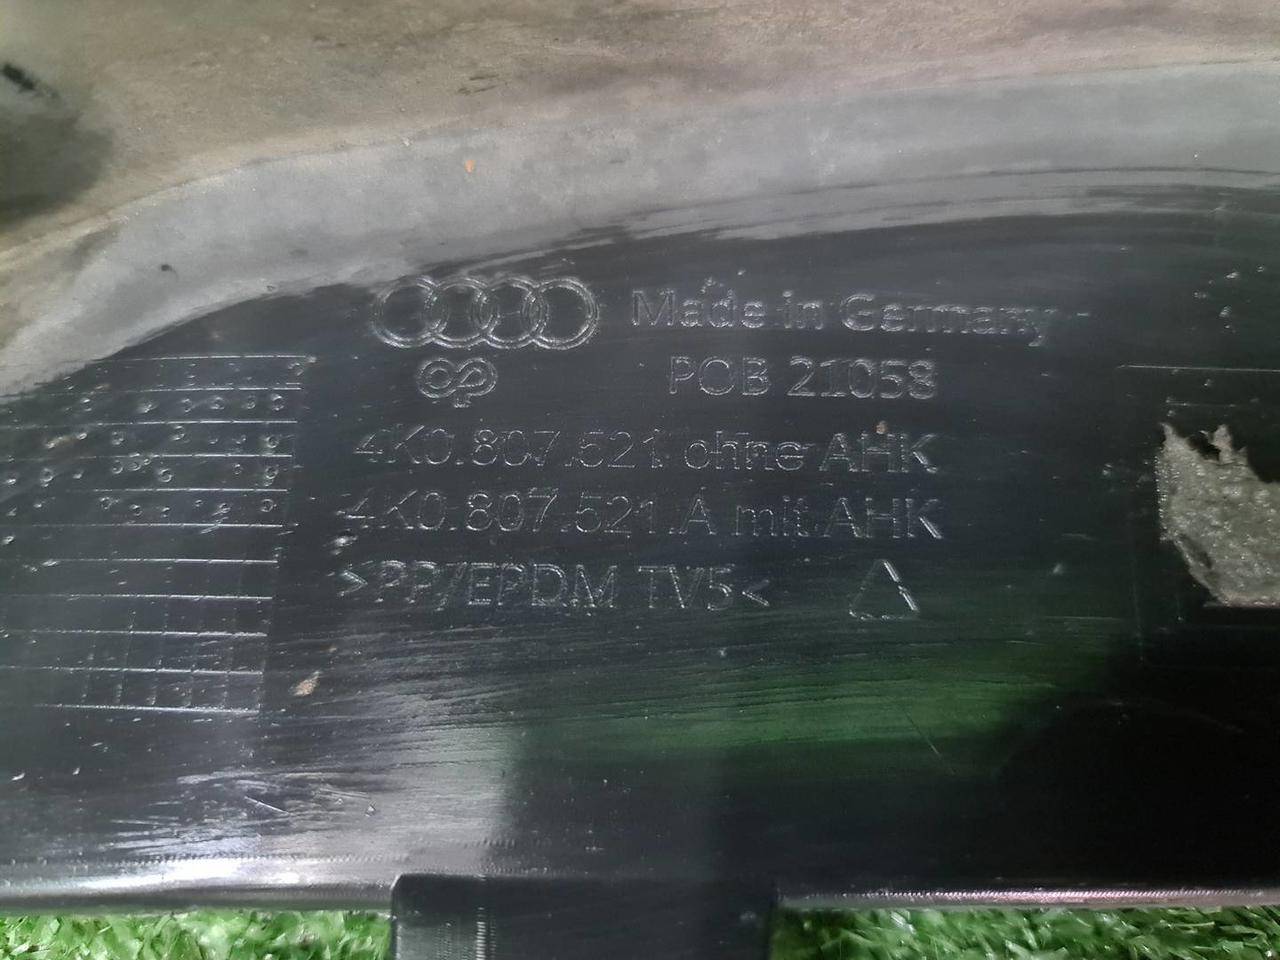 Made in Germany
POB 21058
4K0.807.521 ohne AHK
4K0.807.521.A mit AHK
>PP/EPDM TV5<